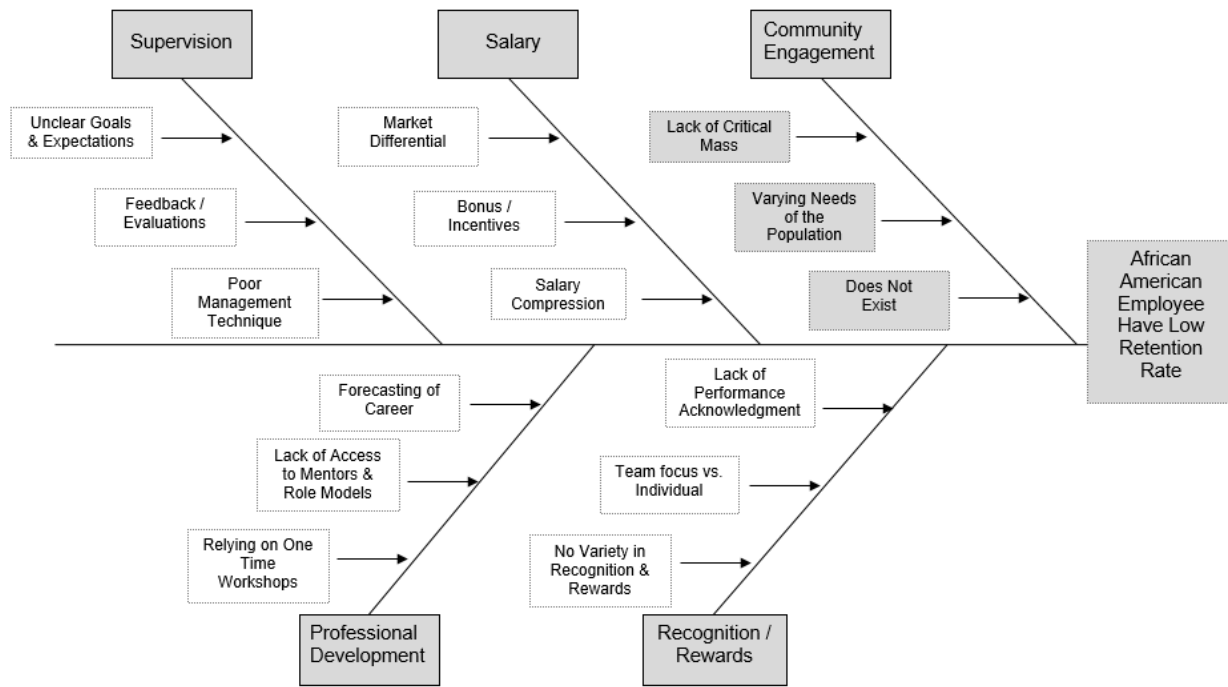 Supervision
Salary
Community
Engagement
Unclear Goals
& Expectations
Market
Differential
Lack of Critical
Mass
Feedback /
Evaluations
Bonus /
Incentives
Varying Needs
of the
Population
Poor
Management
Technique
Salary
Compression
Does Not
Exist
African
American
Employee
Have Low
Retention
Rate
Forecasting of
Career
Lack of
Performance
Acknowledgment
Lack of Access
to Mentors &
Role Models
Team focus vs.
Individual
Relying on One
Time
Workshops
No Variety in
Recognition &
Rewards
Professional
Development
Recognition /
Rewards